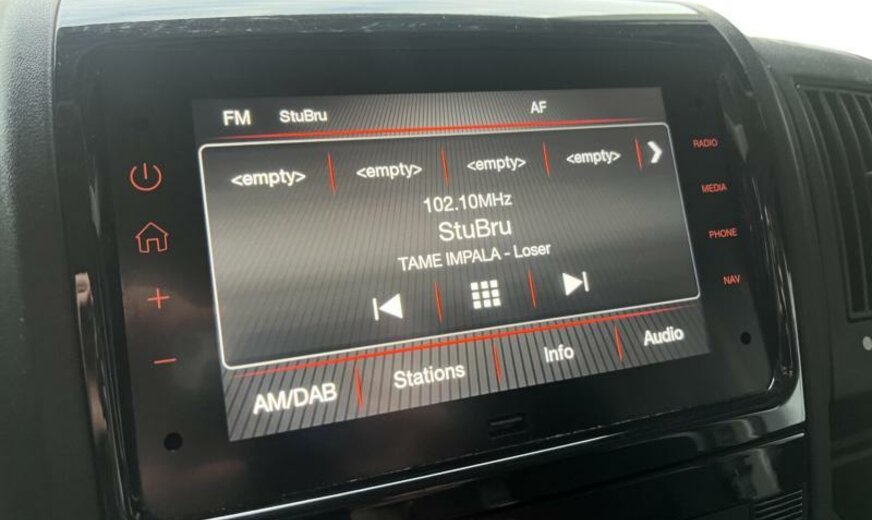 FM StuBru AF
<empty> <empty> <empty> <empty>
102.10MHz
StuBru
TAME IMPALA - Loser
AM/DAB Stations Info Audio
RADIO
MEDIA
PHONE
NAV